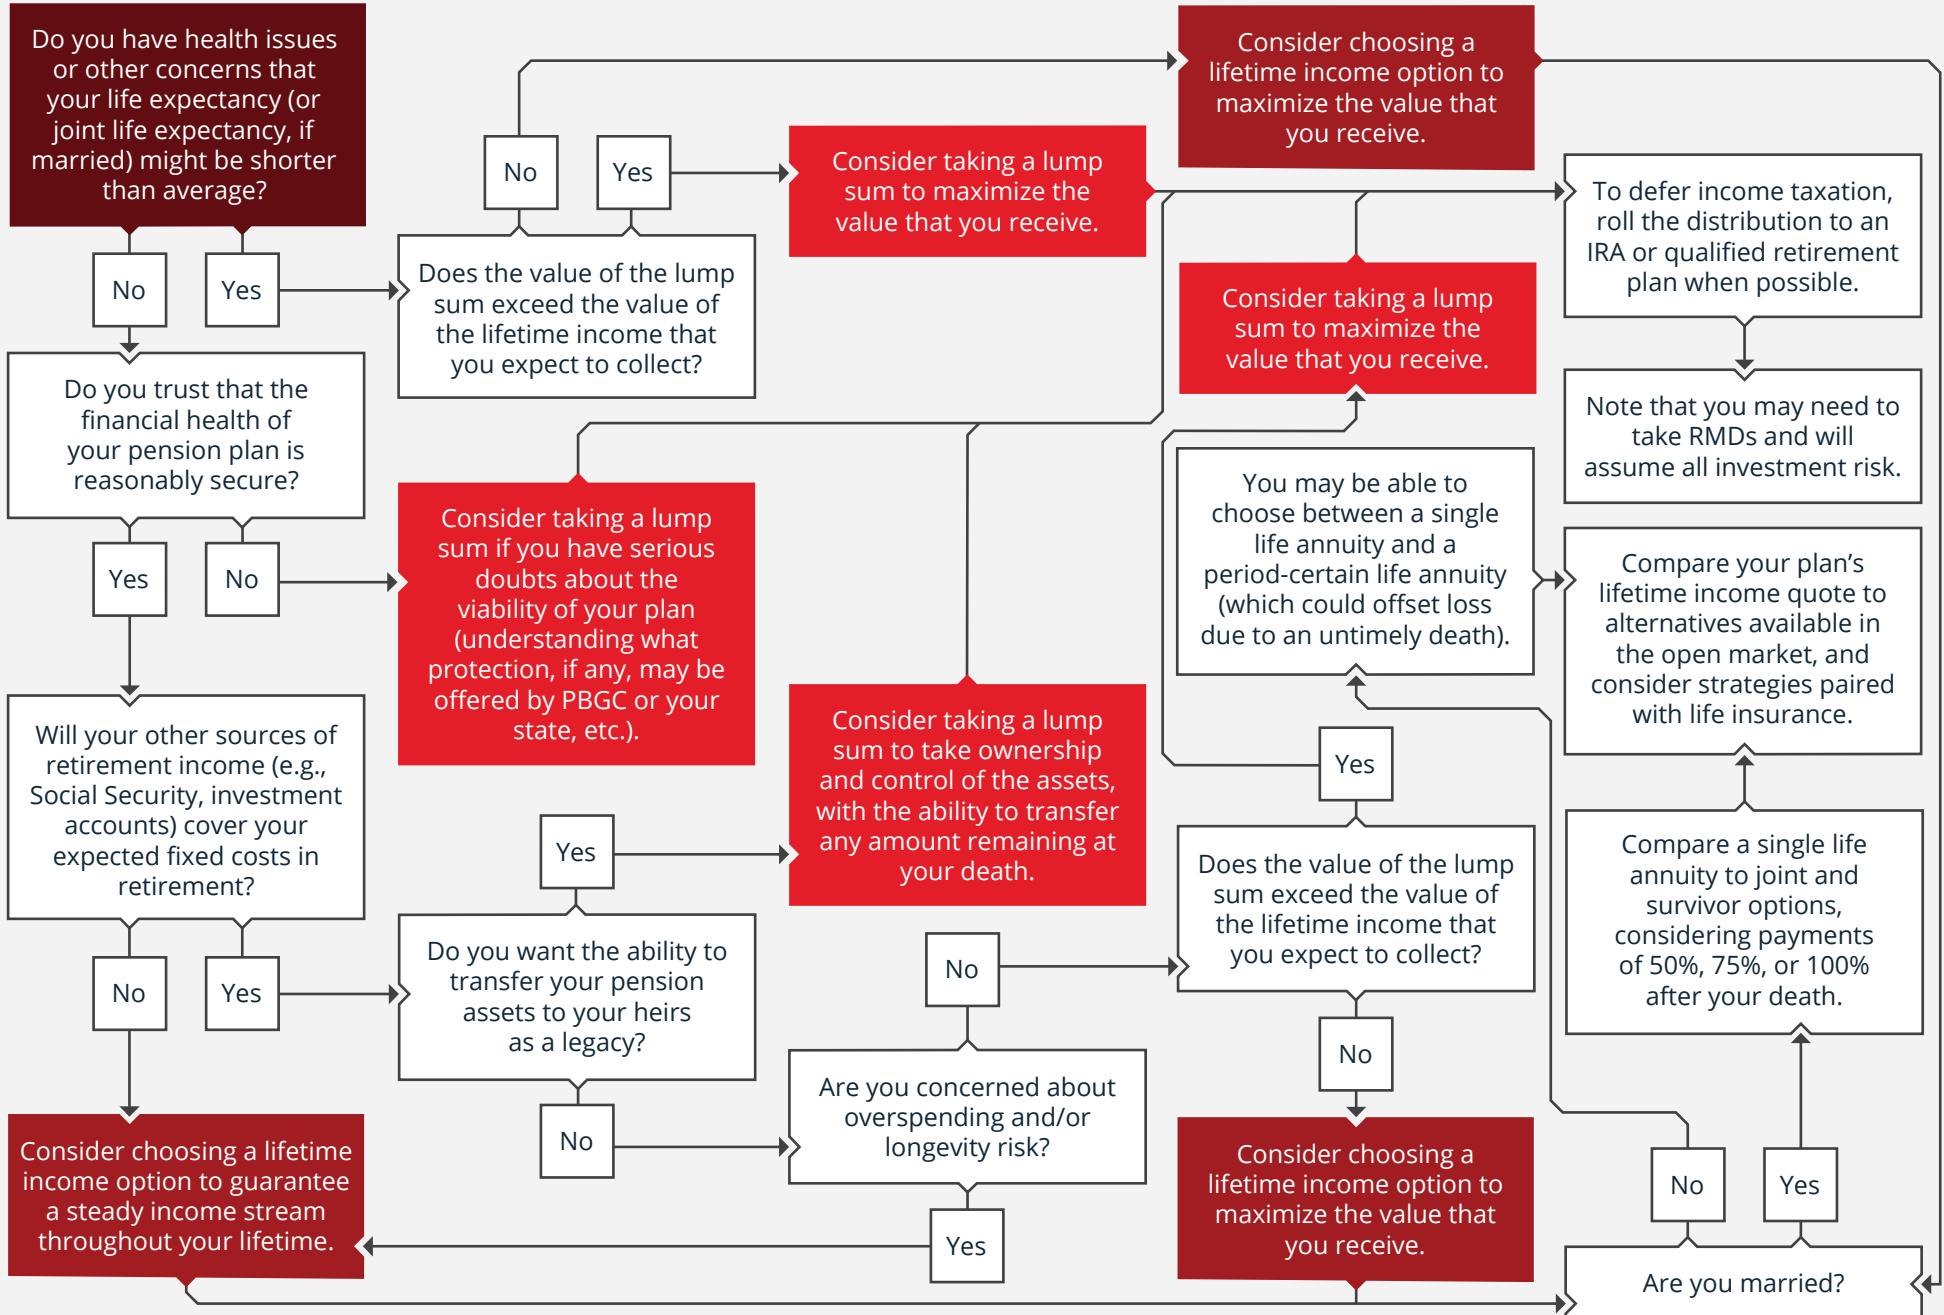 Do you have health issues
or other concerns that
your life expectancy (or
joint life expectancy, if
married) might be shorter
than average?
No
Yes
Does the value of the lump
sum exceed the value of
the lifetime income that
you expect to collect?
No
Yes
Consider taking a lump
sum to maximize the
value that you receive.
Consider choosing a
lifetime income option to
maximize the value that
you receive.
To defer income taxation,
roll the distribution to an
IRA or qualified retirement
plan when possible.
Note that you may need to
take RMDs and will
assume all investment risk.
Consider taking a lump
sum to maximize the
value that you receive.
Do you trust that the
financial health of
your pension plan is
reasonably secure?
Yes
No
Consider taking a lump
sum if you have serious
doubts about the
viability of your plan
(understanding what
protection, if any, may be
offered by PBGC or your
state, etc.).
You may be able to
choose between a single
life annuity and a
period-certain life annuity
(which could offset loss
due to an untimely death).
Compare your plan’s
lifetime income quote to
alternatives available in
the open market, and
consider strategies paired
with life insurance.
Will your other sources of
retirement income (e.g.,
Social Security, investment
accounts) cover your
expected fixed costs in
retirement?
No
Yes
Do you want the ability to
transfer your pension
assets to your heirs
as a legacy?
Yes
No
Consider taking a lump
sum to take ownership
and control of the assets,
with the ability to transfer
any amount remaining at
your death.
Are you concerned about
overspending and/or
longevity risk?
No
Yes
Does the value of the lump
sum exceed the value of
the lifetime income that
you expect to collect?
Yes
No
Compare a single life
annuity to joint and
survivor options,
considering payments
of 50%, 75%, or 100%
after your death.
Consider choosing a lifetime
income option to guarantee
a steady income stream
throughout your lifetime.
Consider choosing a
lifetime income option to
maximize the value that
you receive.
No
Yes
Are you married?